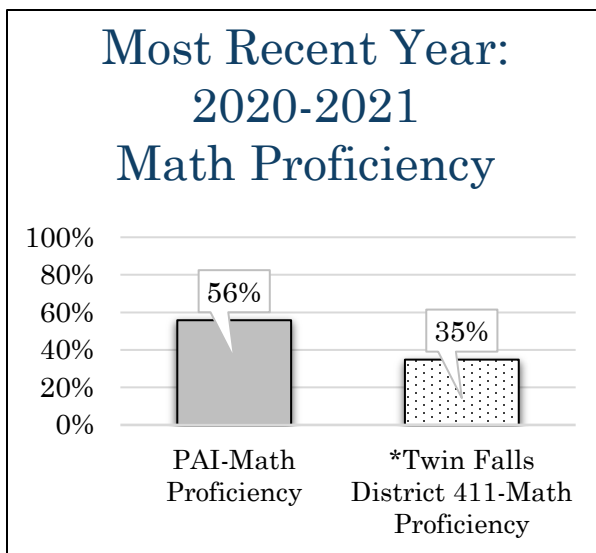 Most Recent Year:
2020-2021
Math Proficiency
100%
80%
60%
40%
20%
0%
56%
35%
PAI-Math
Proficiency
*Twin Falls
District 411-Math
Proficiency